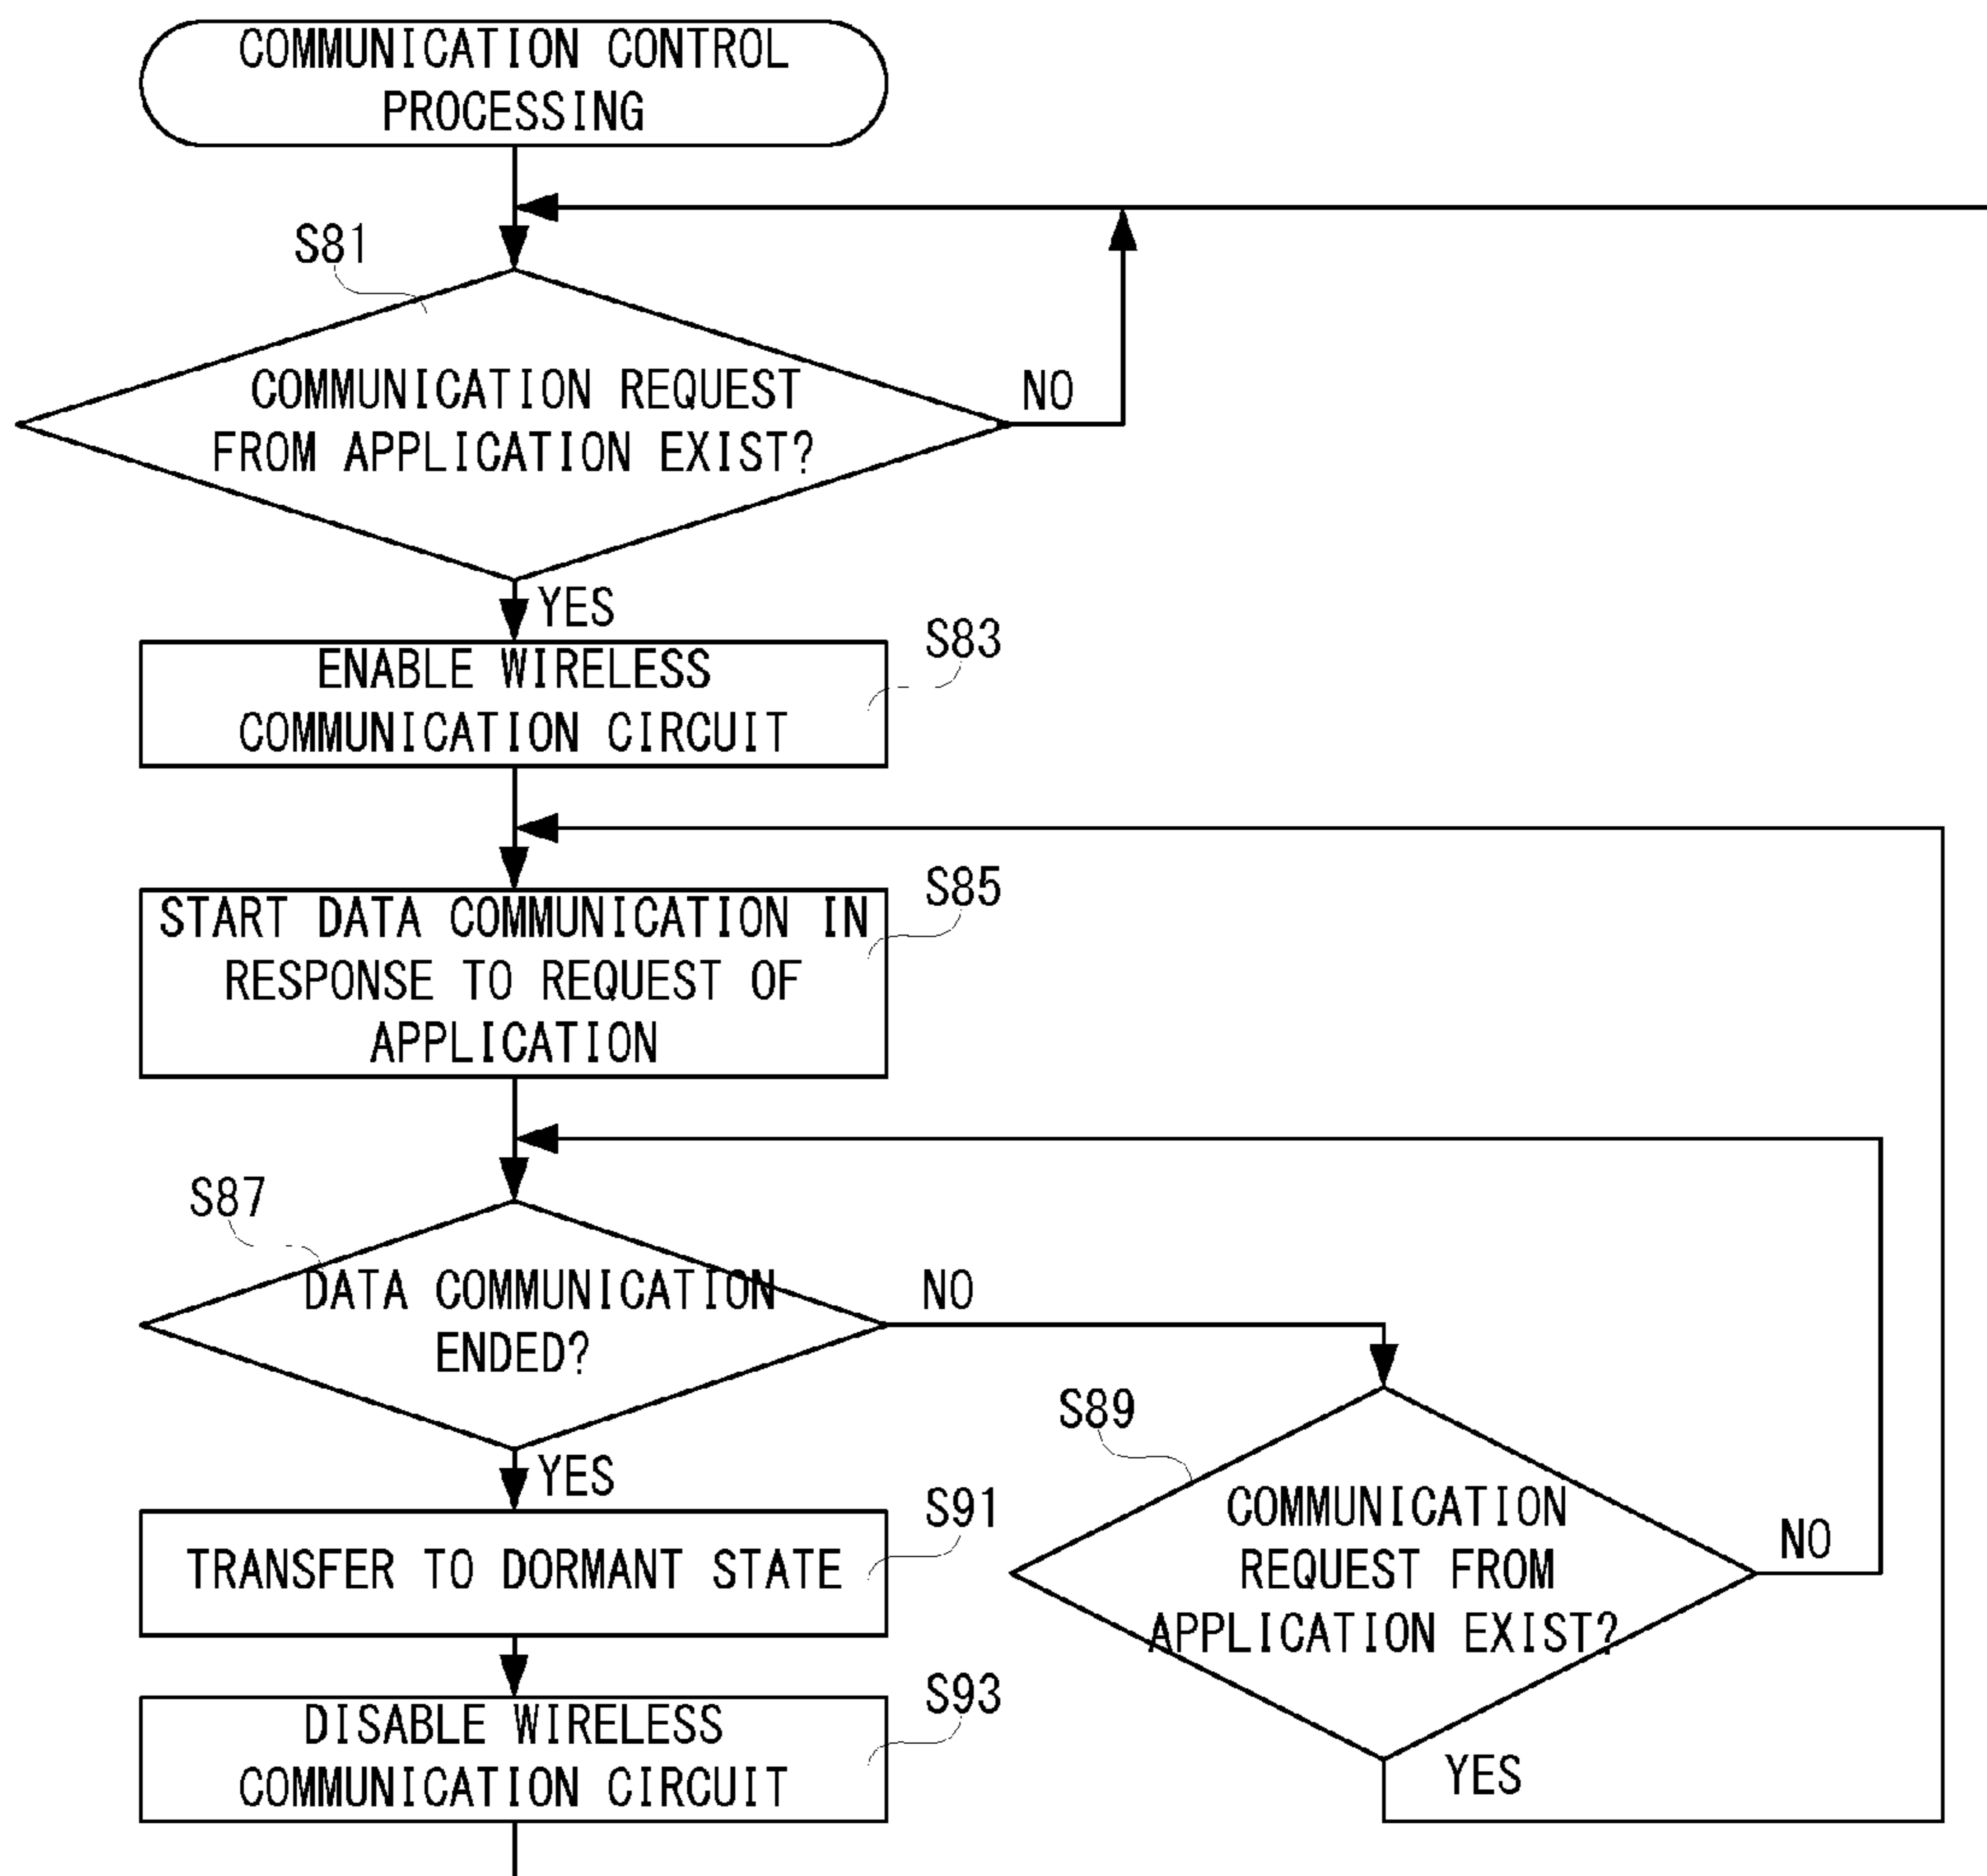 COMMUNICATION CONTROL
PROCESSING
S81
COMMUNICATION REQUEST
FROM APPLICATION EXIST?
NO
YES
S83
ENABLE WIRELESS
COMMUNICATION CIRCUIT
S85
START DATA COMMUNICATION IN
RESPONSE TO REQUEST OF
APPLICATION
S87
DATA COMMUNICATION
ENDED?
NO
YES
S89
COMMUNICATION
REQUEST FROM
APPLICATION EXIST?
NO
YES
S91
TRANSFER TO DORMANT STATE
S93
DISABLE WIRELESS
COMMUNICATION CIRCUIT